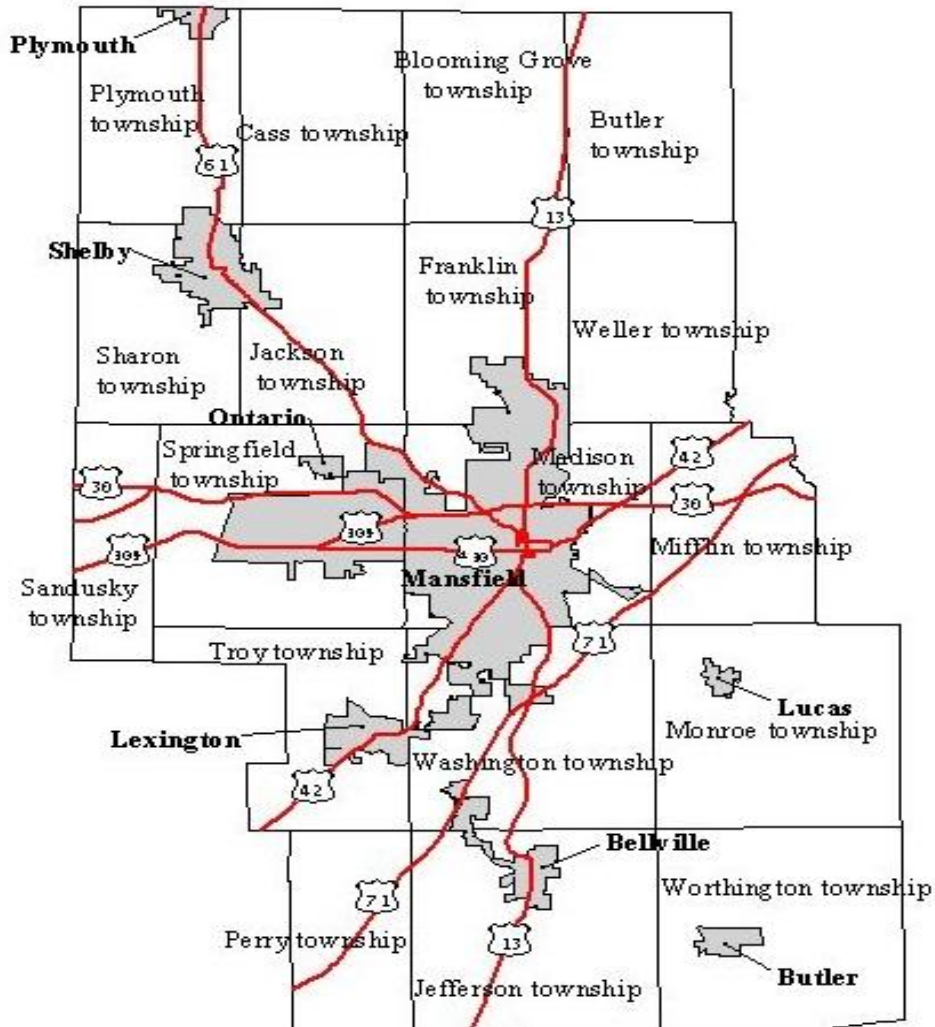 Plymouth
Blooming Grove
township
Plymouth
township
Cass township
Butler
township
61
13
Shelby
Franklin
township
Weller township
Sharon
township
Jackson
township
Ontario
Springfield
township
Madison
township
42
30
30
309
309
430
Mifflin township
Mansfield
Sandusky
township
71
Troy township
Lucas
Monroe township
Lexington
Washington township
42
Bellville
71
Worthington township
Perry township
13
Butler
Jefferson township